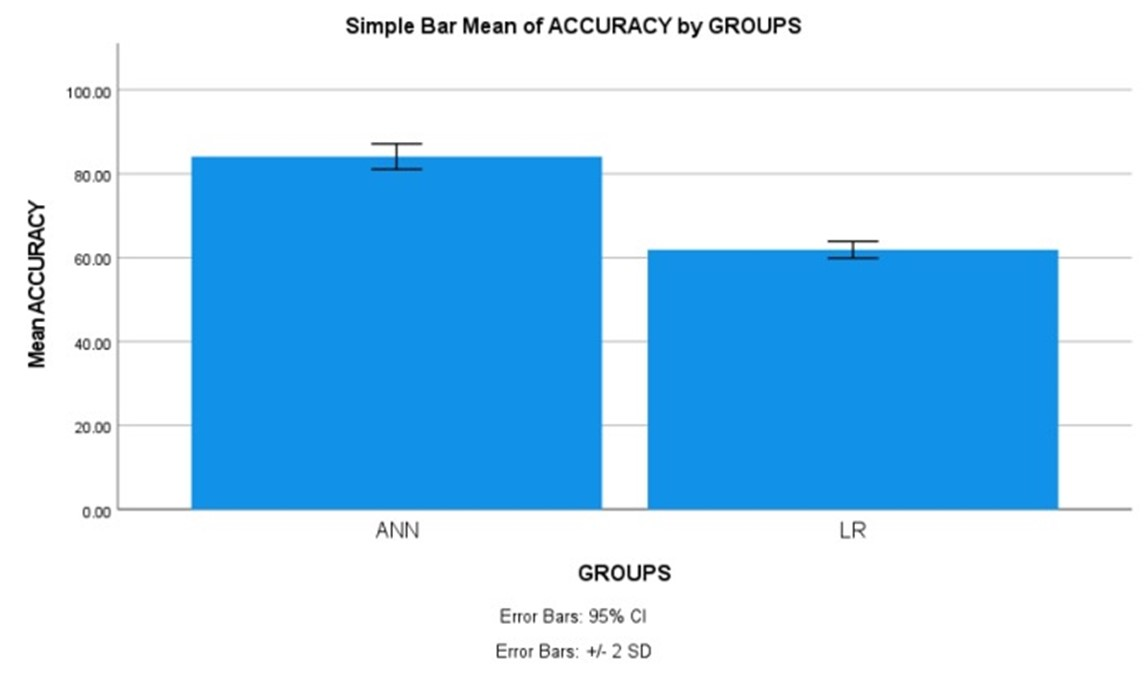 Simple Bar Mean of ACCURACY by GROUPS
Mean ACCURACY
100.00
80.00
60.00
40.00
20.00
0.00
ANN
LR
GROUPS
Error Bars: 95% CI
Error Bars: +/- 2 SD